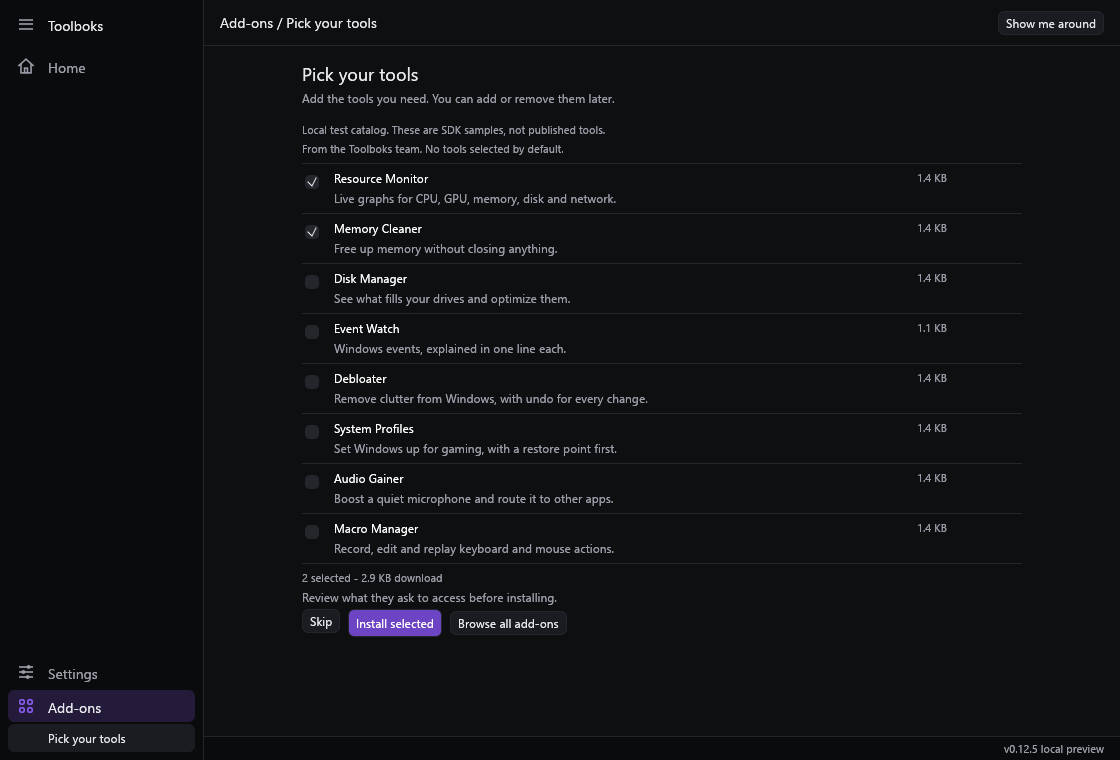 Toolboks
Add-ons / Pick your tools
Show me around
Home
Pick your tools
Add the tools you need. You can add or remove them later.
Local test catalog. These are SDK samples, not published tools.
From the Toolboks team. No tools selected by default.
Resource Monitor
1.4 KB
Live graphs for CPU, GPU, memory, disk and network.
Memory Cleaner
1.4 KB
Free up memory without closing anything.
Disk Manager
1.4 KB
See what fills your drives and optimize them.
Event Watch
1.1 KB
Windows events, explained in one line each.
Debloater
1.4 KB
Remove clutter from Windows, with undo for every change.
System Profiles
1.4 KB
Set Windows up for gaming, with a restore point first.
Audio Gainer
1.4 KB
Boost a quiet microphone and route it to other apps.
Macro Manager
1.4 KB
Record, edit and replay keyboard and mouse actions.
2 selected - 2.9 KB download
Review what they ask to access before installing.
Skip
Install selected
Browse all add-ons
Settings
Add-ons
Pick your tools
v0.12.5 local preview